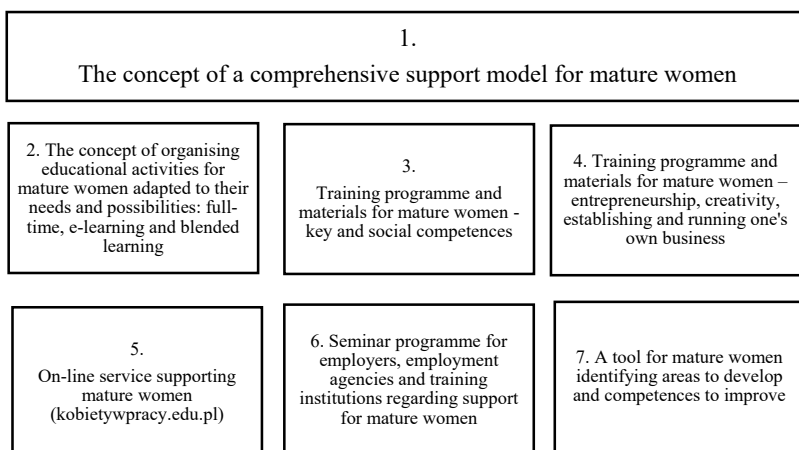 1.
The concept of a comprehensive support model for mature women
2. The concept of organising
educational activities for
mature women adapted to their
needs and possibilities: full-
time, e-learning and blended
learning
3.
Training programme and
materials for mature women -
key and social competences
4. Training programme and
materials for mature women –
entrepreneurship, creativity,
establishing and running one's
own business
5.
On-line service supporting
mature women
(kobietywpracy.edu.pl)
6. Seminar programme for
employers, employment
agencies and training
institutions regarding support
for mature women
7. A tool for mature women
identifying areas to develop
and competences to improve